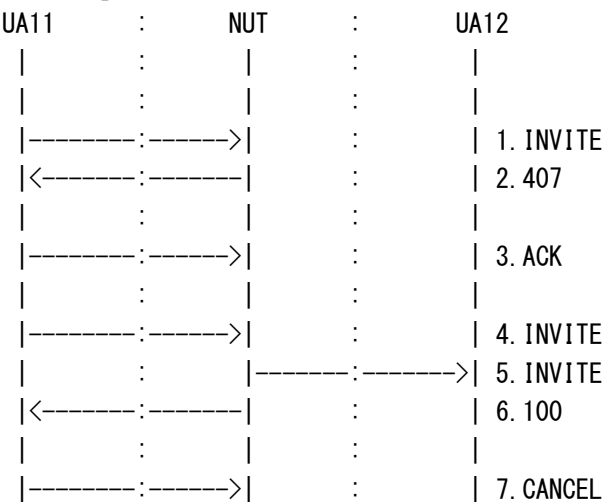 UA11 : NUT : UA12
| : | : |
| : | : |
|--------:------>| : | 1. INVITE
|<-------:-------| : | 2. 407
| : | : |
|--------:------>| : | 3. ACK
| : | : |
|--------:------>| : | 4. INVITE
| : |-------:------->| 5. INVITE
|<-------:-------| : | 6. 100
| : | : |
|--------:------>| : | 7. CANCEL